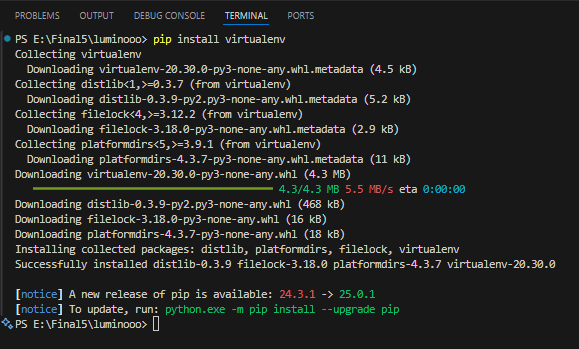 PROBLEMS OUTPUT DEBUG CONSOLE TERMINAL PORTS
PS E:\Final5\luminooo> pip install virtualenv
Collecting virtualenv
  Downloading virtualenv-20.30.0-py3-none-any.whl.metadata (4.5 kB)
Collecting distlib<1,>=0.3.7 (from virtualenv)
  Downloading distlib-0.3.9-py2.py3-none-any.whl.metadata (5.2 kB)
Collecting filelock<4,>=3.12.2 (from virtualenv)
  Downloading filelock-3.18.0-py3-none-any.whl.metadata (2.9 kB)
Collecting platformdirs<5,>=3.9.1 (from virtualenv)
  Downloading platformdirs-4.3.7-py3-none-any.whl.metadata (11 kB)
Downloading virtualenv-20.30.0-py3-none-any.whl (4.3 MB)
4.3/4.3 MB 5.5 MB/s eta 0:00:00
Downloading distlib-0.3.9-py2.py3-none-any.whl (468 kB)
Downloading filelock-3.18.0-py3-none-any.whl (16 kB)
Downloading platformdirs-4.3.7-py3-none-any.whl (18 kB)
Installing collected packages: distlib, platformdirs, filelock, virtualenv
Successfully installed distlib-0.3.9 filelock-3.18.0 platformdirs-4.3.7 virtualenv-20.30.0
[notice] A new release of pip is available: 24.3.1 -> 25.0.1
[notice] To update, run: python.exe -m pip install --upgrade pip
PS E:\Final5\luminooo>